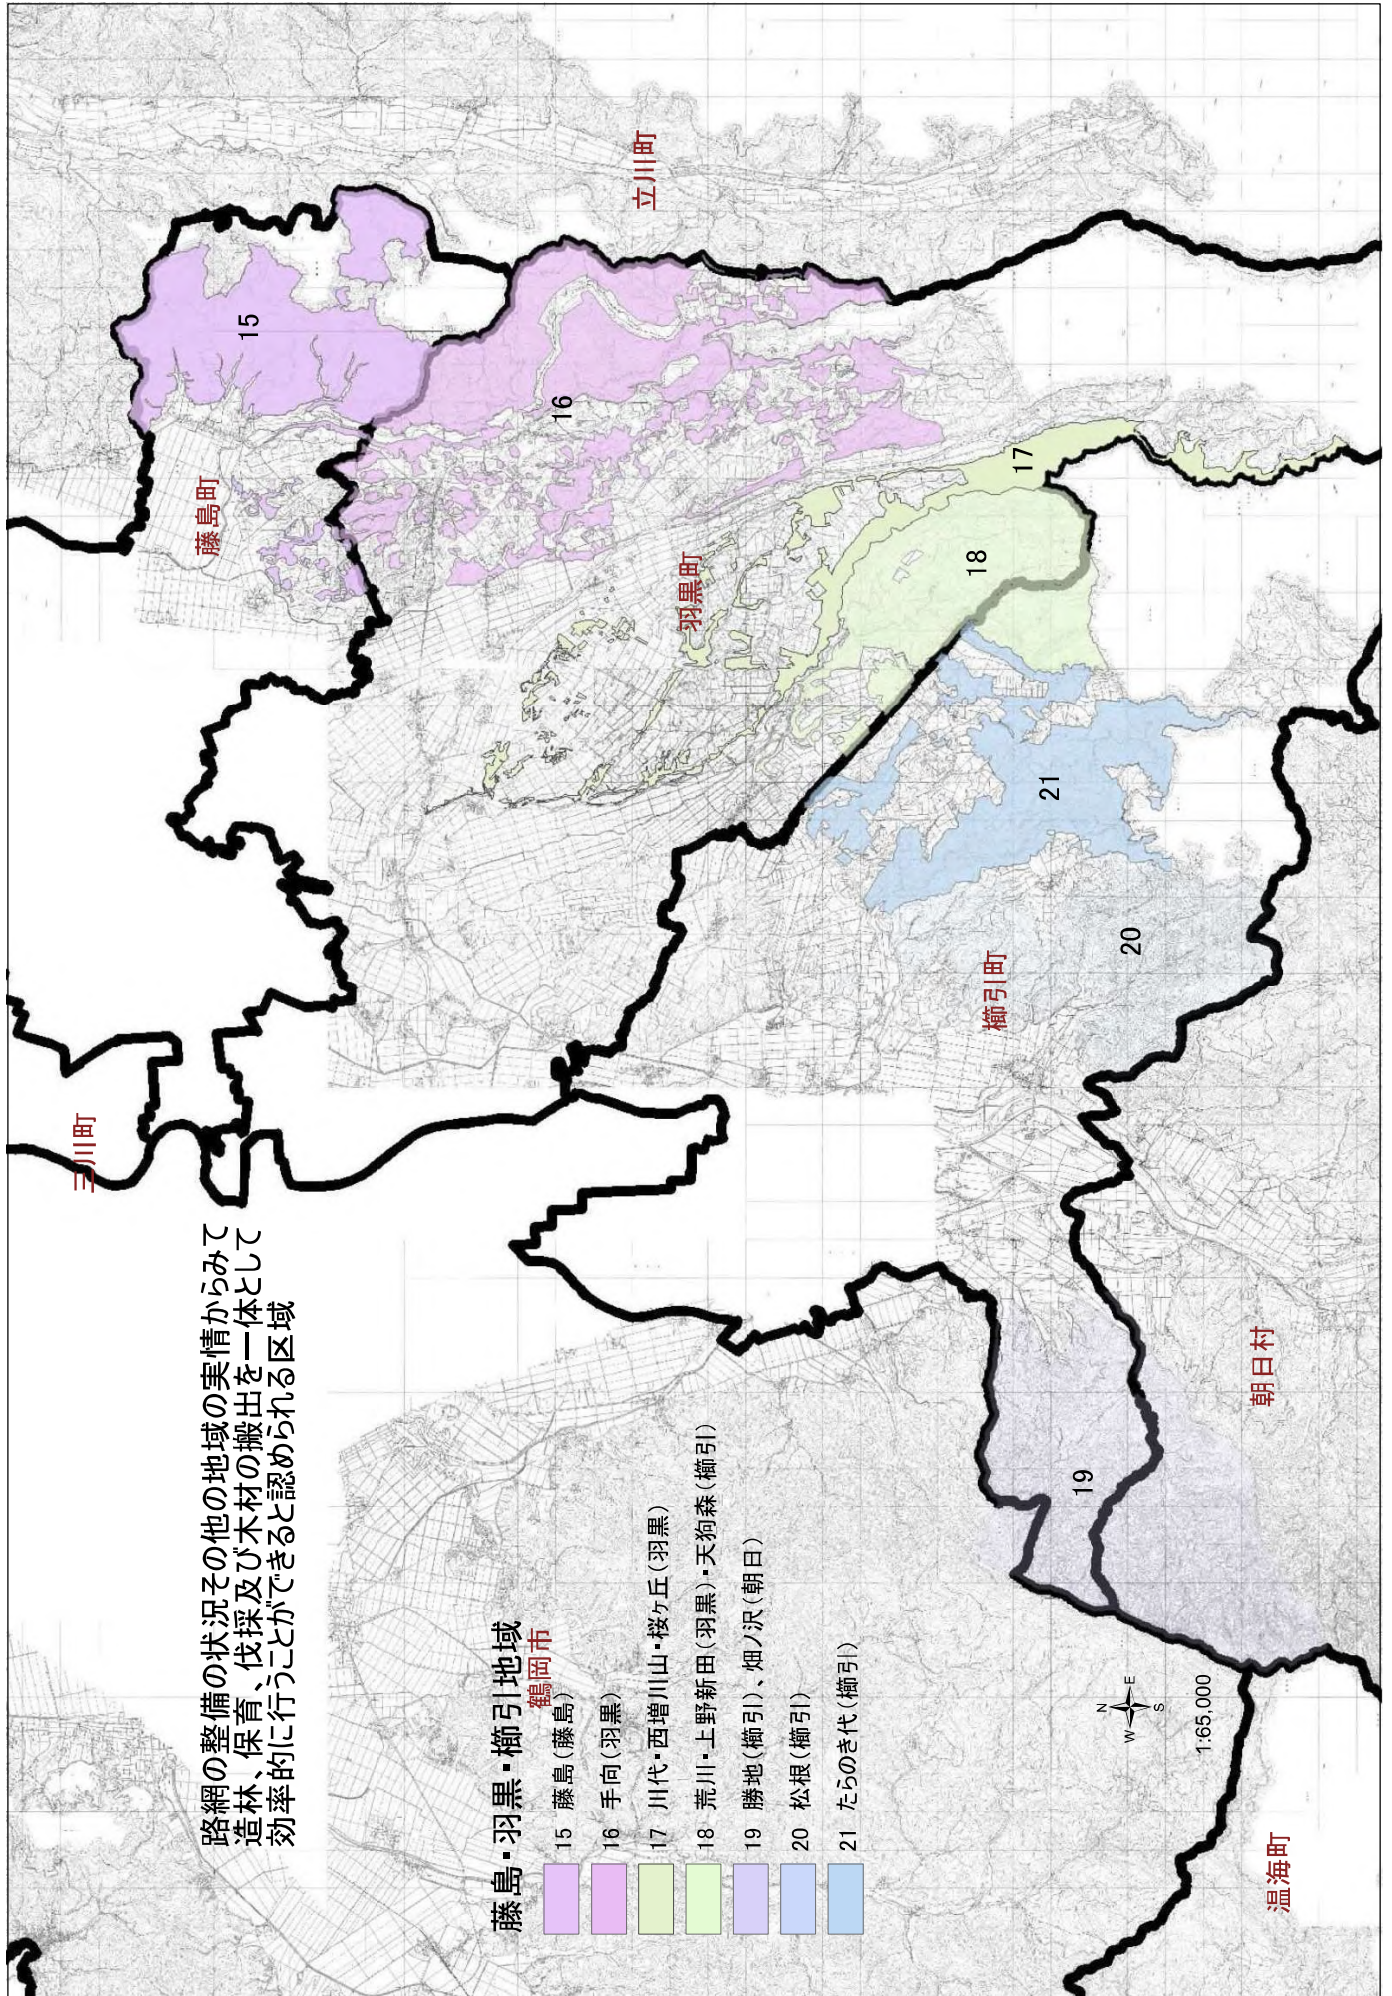 路網の整備の状況その他の地域の実情からみて
造林、保育、伐採及び木材の搬出を一体として
効率的に行うことができると認められる区域
藤島・羽黒・櫛引地域
15 藤島(藤島)
16 手向(羽黒)
17 川代・西増川山・桜ヶ丘(羽黒)
18 荒川・上野新田(羽黒)・天狗森(櫛引)
19 勝地(櫛引)、畑ノ沢(朝日)
20 松根(櫛引)
21 たらのき代(櫛引)
鶴岡市
三川町
藤島町
立川町
羽黒町
櫛引町
朝日村
温海町
15
16
17
18
19
20
21
N
W E
S
1:65,000